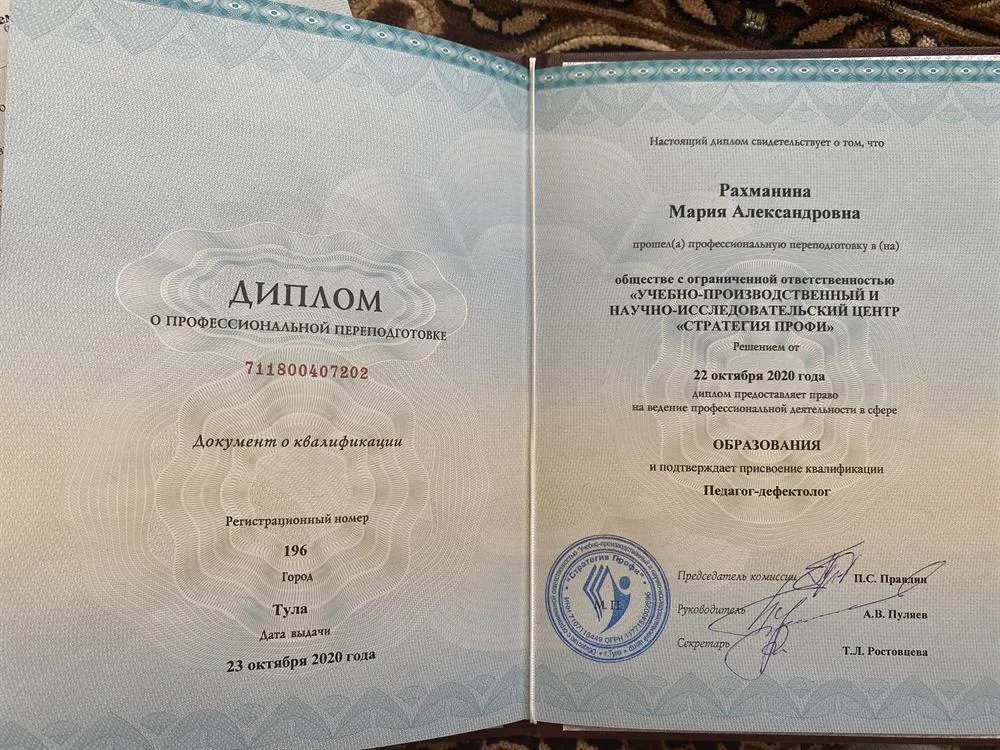 ДИПЛОМ
О ПРОФЕССИОНАЛЬНОЙ ПЕРЕПОДГОТОВКЕ
711800407202
Документ о квалификации
Регистрационный номер
196
Город
Тула
Дата выдачи
23 октября 2020 года
Настоящий диплом свидетельствует о том, что
Рахманина
Мария Александровна
прошел(а) профессиональную переподготовку в (на)
обществе с ограниченной ответственностью
«УЧЕБНО-ПРОИЗВОДСТВЕННЫЙ И
НАУЧНО-ИССЛЕДОВАТЕЛЬСКИЙ ЦЕНТР
«СТРАТЕГИЯ ПРОФИ»
Решением от
22 октября 2020 года
диплом предоставляет право
на ведение профессиональной деятельности в сфере
ОБРАЗОВАНИЯ
и подтверждает присвоение квалификации
Педагог-дефектолог
Председатель комиссии П.С. Правдин
Руководитель А.В. Пуляев
Секретарь Т.Л. Ростовцева
М.П.
"Стратегия Профи"
г.Тула